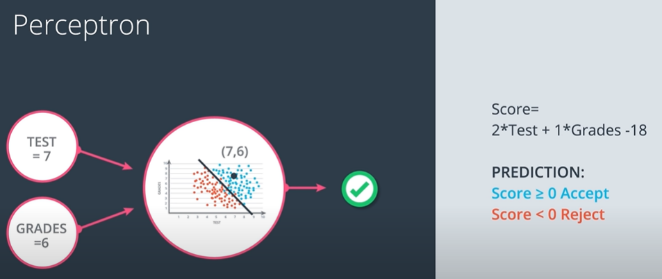 Perceptron
TEST
= 7
GRADES
=6
(7,6)
Score=
2*Test + 1*Grades -18
PREDICTION:
Score ≥ 0 Accept
Score < 0 Reject